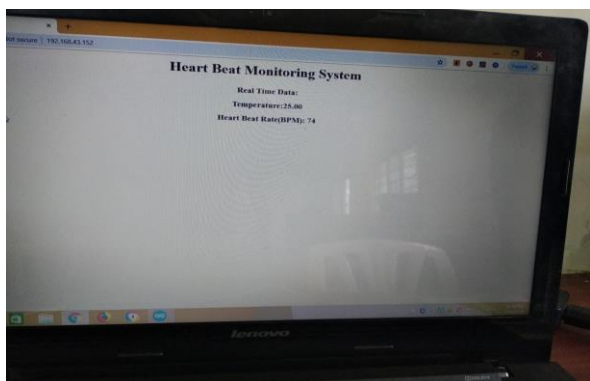 not secure 192.168.43.152
Heart Beat Monitoring System
Real Time Data:
Temperature:25.00
Heart Beat Rate(BPM): 74
lenovo